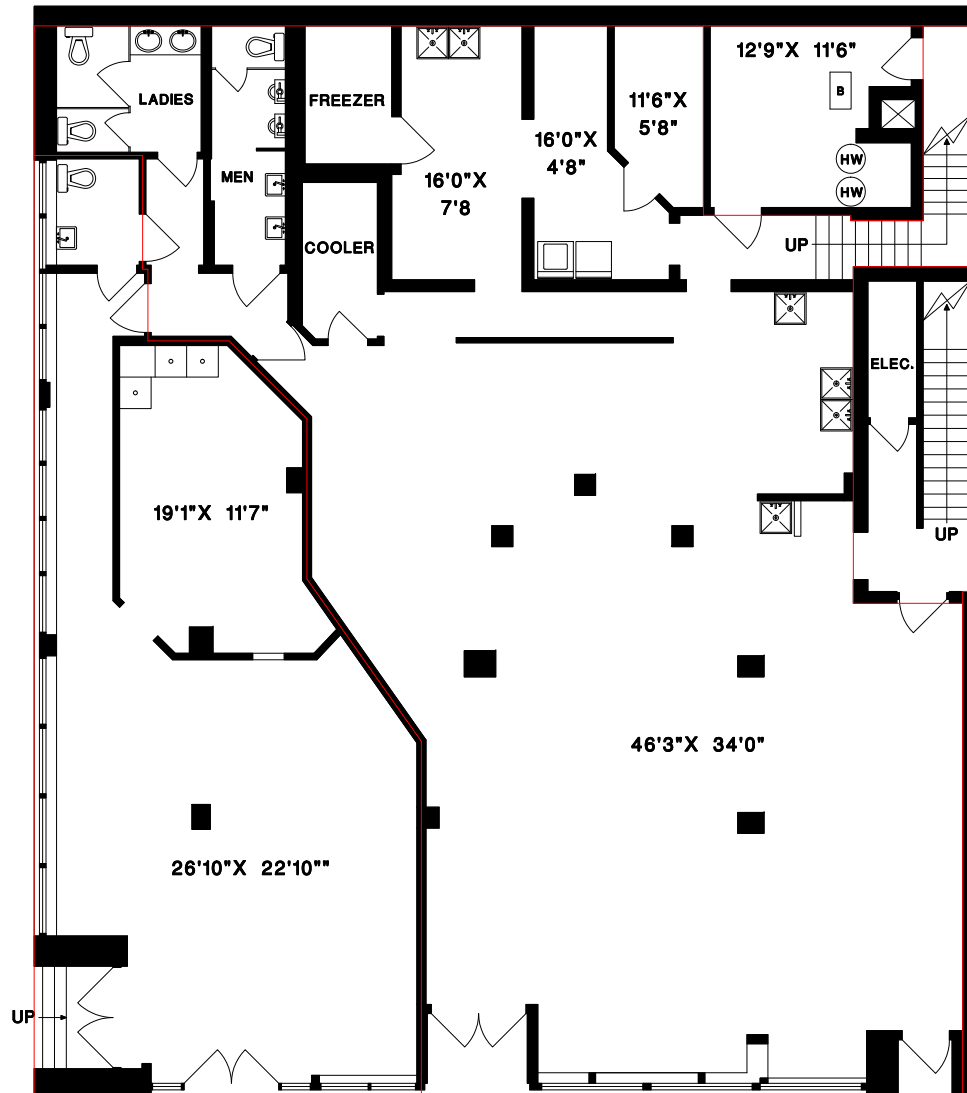 12'9"X 11'6"
LADIES
FREEZER
11'6"X
5'8"
B
16'0"X
4'8"
HW
HW
MEN
16'0"X
7'8
COOLER
UP
ELEC.
19'1"X 11'7"
UP
46'3"X 34'0"
26'10"X 22'10""
UP